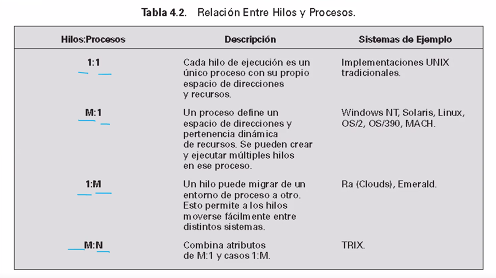 Tabla 4.2. Relación Entre Hilos y Procesos.
Hilos:Procesos Descripción Sistemas de Ejemplo
1:1 Cada hilo de ejecución es un Implementaciones UNIX
único proceso con su propio tradicionales.
espacio de direcciones
y recursos.
M:1 Un proceso define un Windows NT, Solaris, Linux,
espacio de direcciones y OS/2, OS/390, MACH.
pertenencia dinámica
de recursos. Se pueden crear
y ejecutar múltiples hilos
en ese proceso.
1:M Un hilo puede migrar de un Ra (Clouds), Emerald.
entorno de proceso a otro.
Esto permite a los hilos
moverse fácilmente entre
distintos sistemas.
M:N Combina atributos TRIX.
de M:1 y casos 1:M.